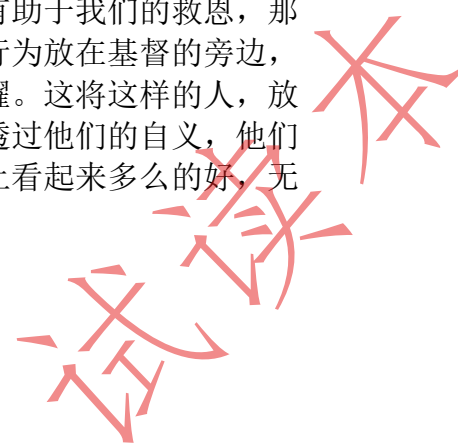 有助于我们的救恩，那
行为放在基督的旁边，
耀。这将这样的人，放
透过他们的自义，他们
上看起来多么的好，无
试读本